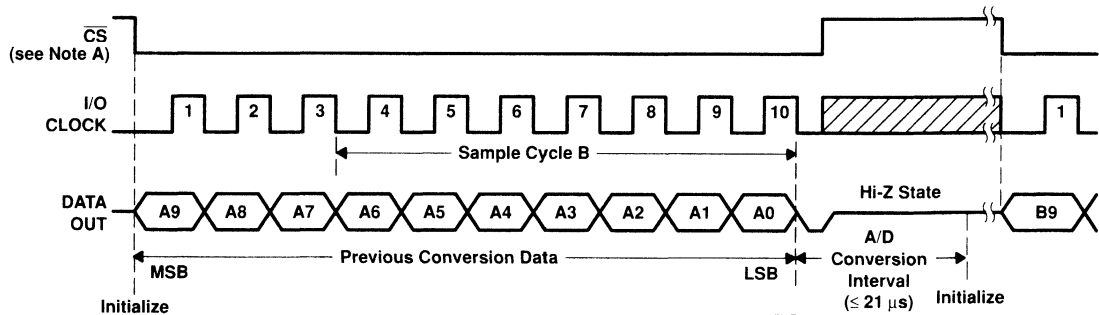 CS
(see Note A)
I/O
CLOCK
1 2 3 4 5 6 7 8 9 10 1
Sample Cycle B
DATA
OUT
Hi-Z State
A9 A8 A7 A6 A5 A4 A3 A2 A1 A0 B9
MSB
Previous Conversion Data
LSB
A/D
Conversion
Interval
(≤ 21 μs)
Initialize
Initialize